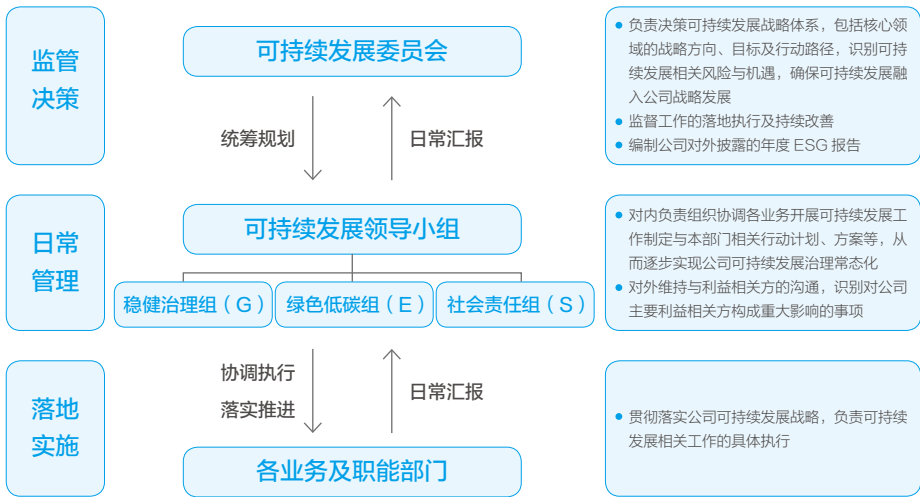 监管
决策
可持续发展委员会
统筹规划
日常汇报
负责决策可持续发展战略体系，包括核心领
域的战略方向、目标及行动路径，识别可持
续发展相关风险与机遇，确保可持续发展融
入公司战略发展
监督工作的落地执行及持续改善
编制公司对外披露的年度 ESG 报告
日常
管理
可持续发展领导小组
稳健治理组（G）
绿色低碳组（E）
社会责任组（S）
对内负责组织协调各业务开展可持续发展工
作制定与本部门相关行动计划、方案等，从
而逐步实现公司可持续发展治理常态化
对外维持与利益相关方的沟通，识别对公司
主要利益相关方构成重大影响的事项
协调执行
落实推进
日常汇报
落地
实施
各业务及职能部门
贯彻落实公司可持续发展战略，负责可持续
发展相关工作的具体执行